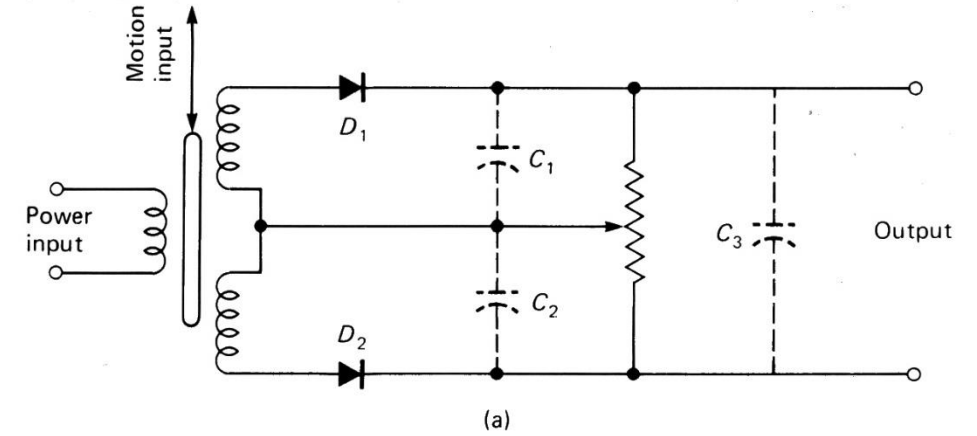 Motion
input
D₁
C₁
Power
input
C₃
Output
C₂
D₂
(a)